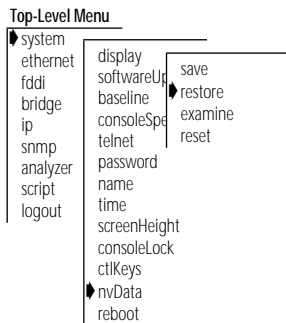 Top-Level Menu
system
ethernet
fddi
bridge
ip
snmp
analyzer
script
logout
display
softwareUp
baseline
consoleSpe
telnet
password
name
time
screenHeight
consoleLock
ctlKeys
nvData
reboot
save
restore
examine
reset